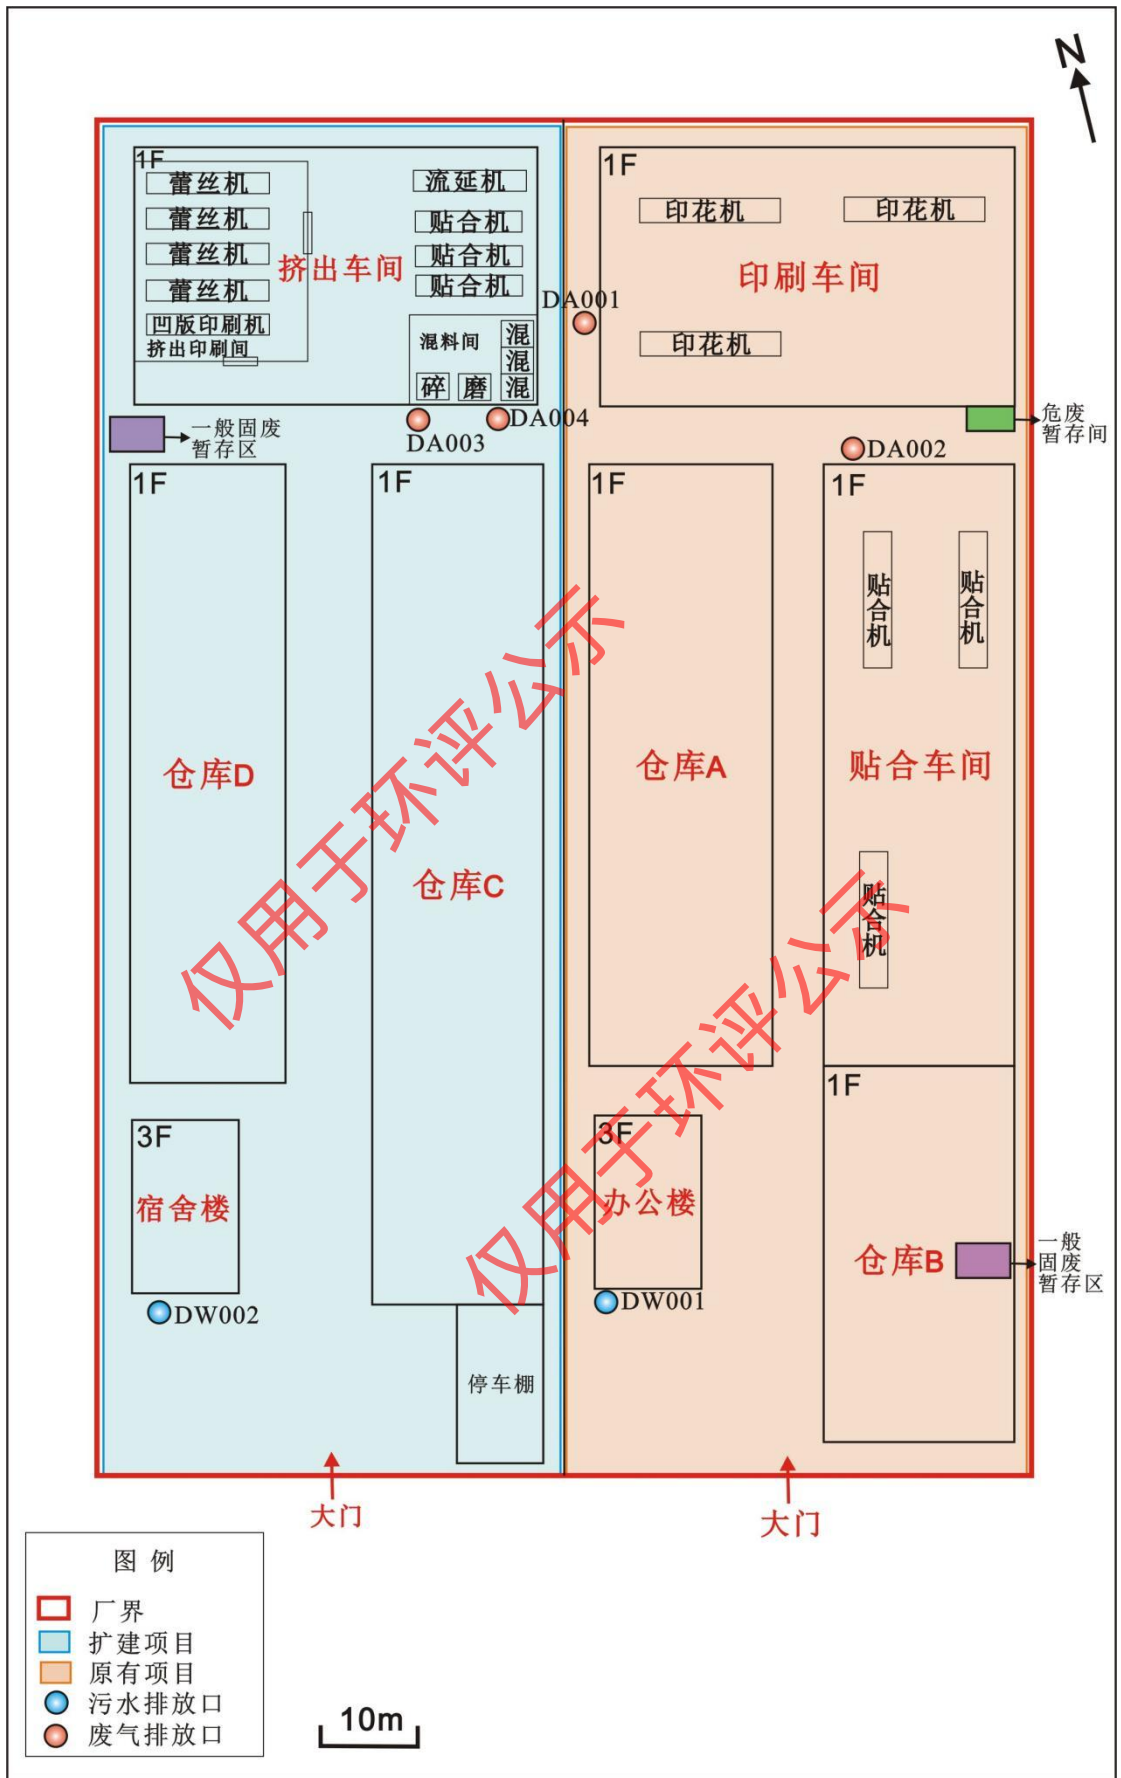 N
1F
蕾丝机
蕾丝机
蕾丝机
蕾丝机
凹版印刷机
挤出印刷间
挤出车间
流延机
贴合机
贴合机
贴合机
混料间
混
混
混
碎
磨
DA001
1F
印花机
印花机
印刷车间
印花机
一般固废
暂存区
DA003
DA004
DA002
危废
暂存间
1F
仓库D
1F
仓库C
1F
仓库A
1F
贴合机
贴合机
贴合车间
贴合机
3F
宿舍楼
DW002
停车棚
3F
办公楼
DW001
1F
仓库B
一般
固废
暂存区
大门
大门
仅用于环评公示
仅用于环评公示
图 例
厂界
扩建项目
原有项目
污水排放口
废气排放口
10m